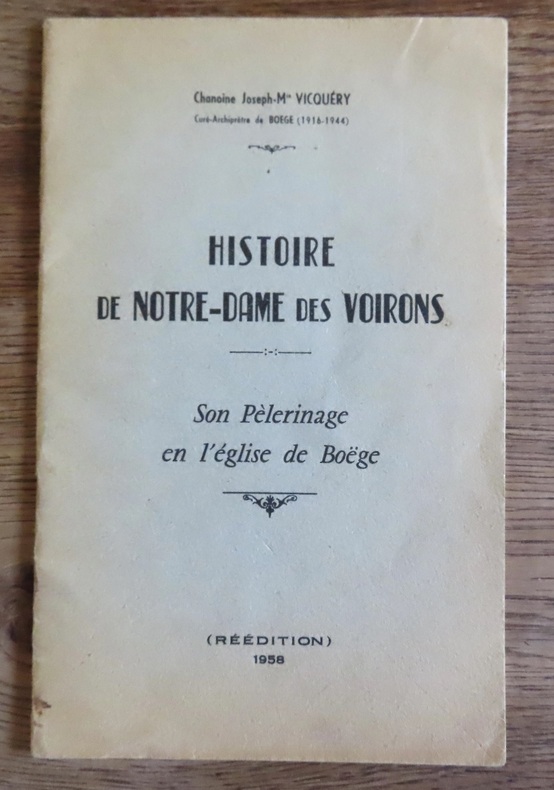 Chanoine Joseph-Mie VICQUÉRY
Curé-Archiprêtre de BOEGE (1916-1944)
HISTOIRE
DE NOTRE-DAME DES VOIRONS
Son Pèlerinage
en l'église de Boëge
(RÉÉDITION)
1958